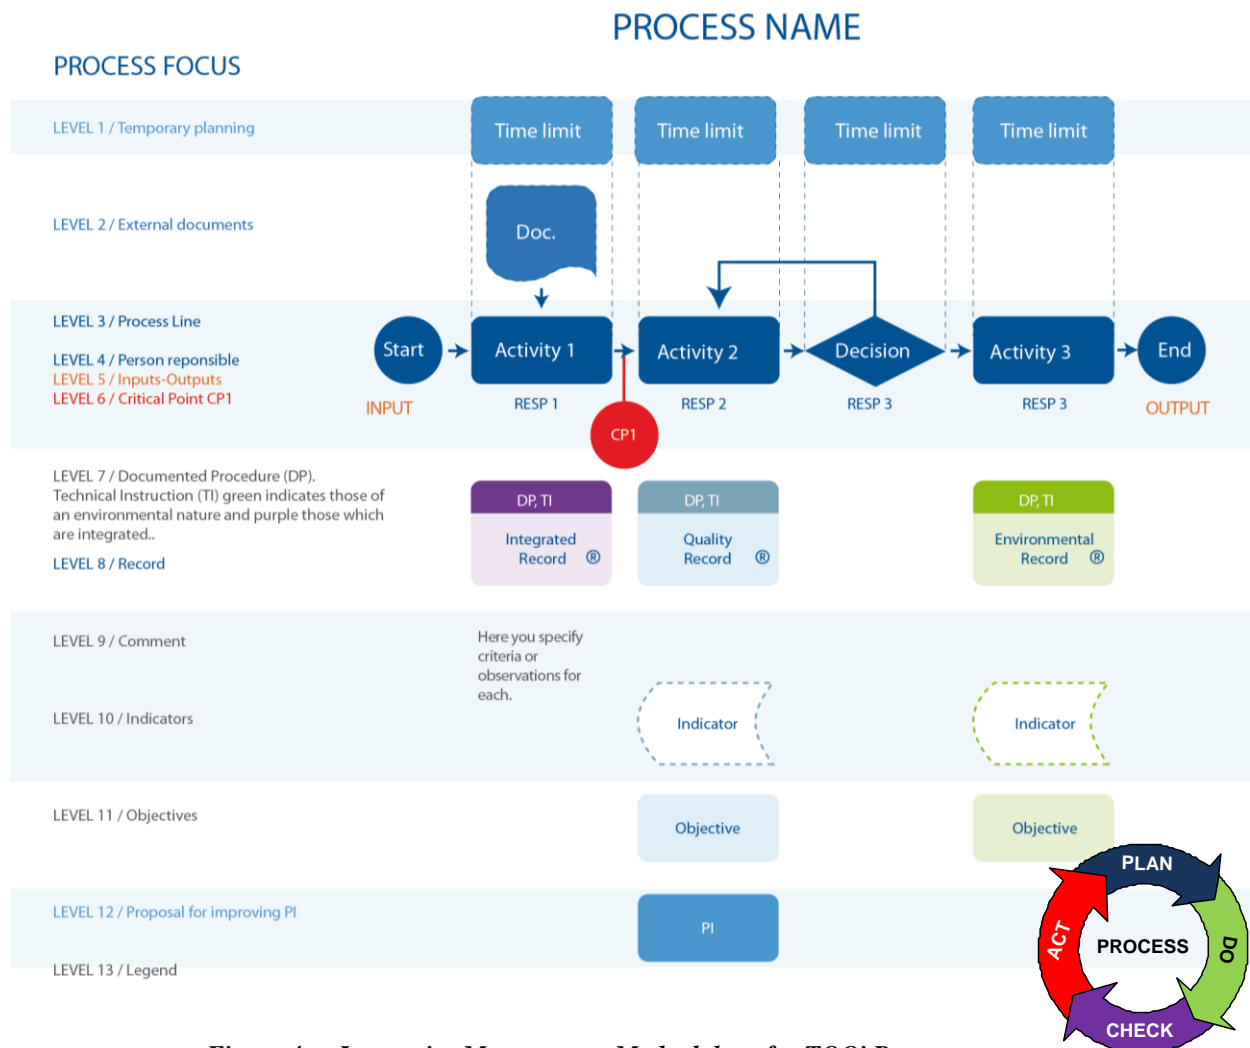 PROCESS NAME
PROCESS FOCUS
LEVEL 1 / Temporary planning
Time limit
Time limit
Time limit
Time limit
LEVEL 2 / External documents
Doc.
LEVEL 3 / Process Line
Start
Activity 1
Activity 2
Decision
Activity 3
End
LEVEL 4 / Person reponsible
LEVEL 5 / Inputs-Outputs
LEVEL 6 / Critical Point CP1
INPUT
RESP 1
RESP 2
RESP 3
RESP 3
OUTPUT
CP1
LEVEL 7 / Documented Procedure (DP).
Technical Instruction (TI) green indicates those of
an environmental nature and purple those which
are integrated..
LEVEL 8 / Record
DP, TI
Integrated
Record ®
DP, TI
Quality
Record ®
DP, TI
Environmental
Record ®
LEVEL 9 / Comment
Here you specify
criteria or
observations for
each.
LEVEL 10 / Indicators
Indicator
Indicator
LEVEL 11 / Objectives
Objective
Objective
LEVEL 12 / Proposal for improving PI
PI
LEVEL 13 / Legend
PLAN
DO
CHECK
ACT
PROCESS